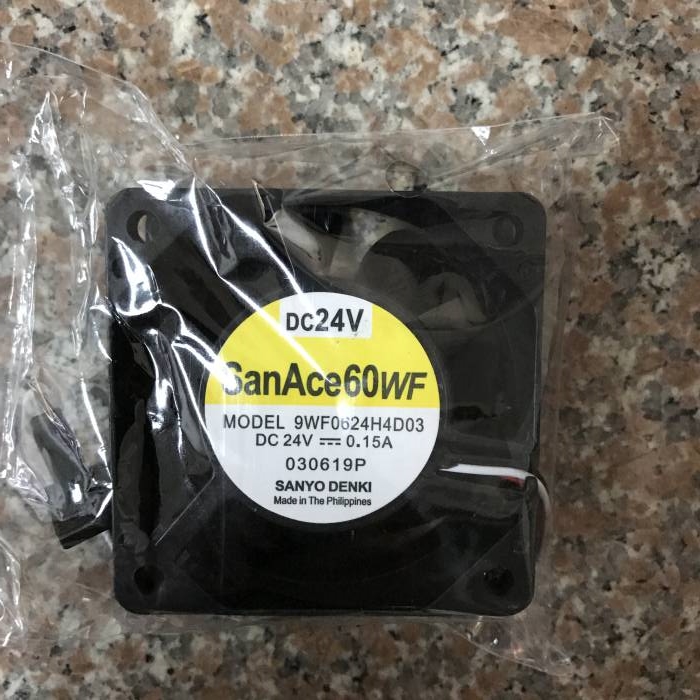 DC24V
SanAce60WF
MODEL 9WF0624H4D03
DC 24V ⎓ 0.15A
030619P
SANYO DENKI
Made in The Philippines